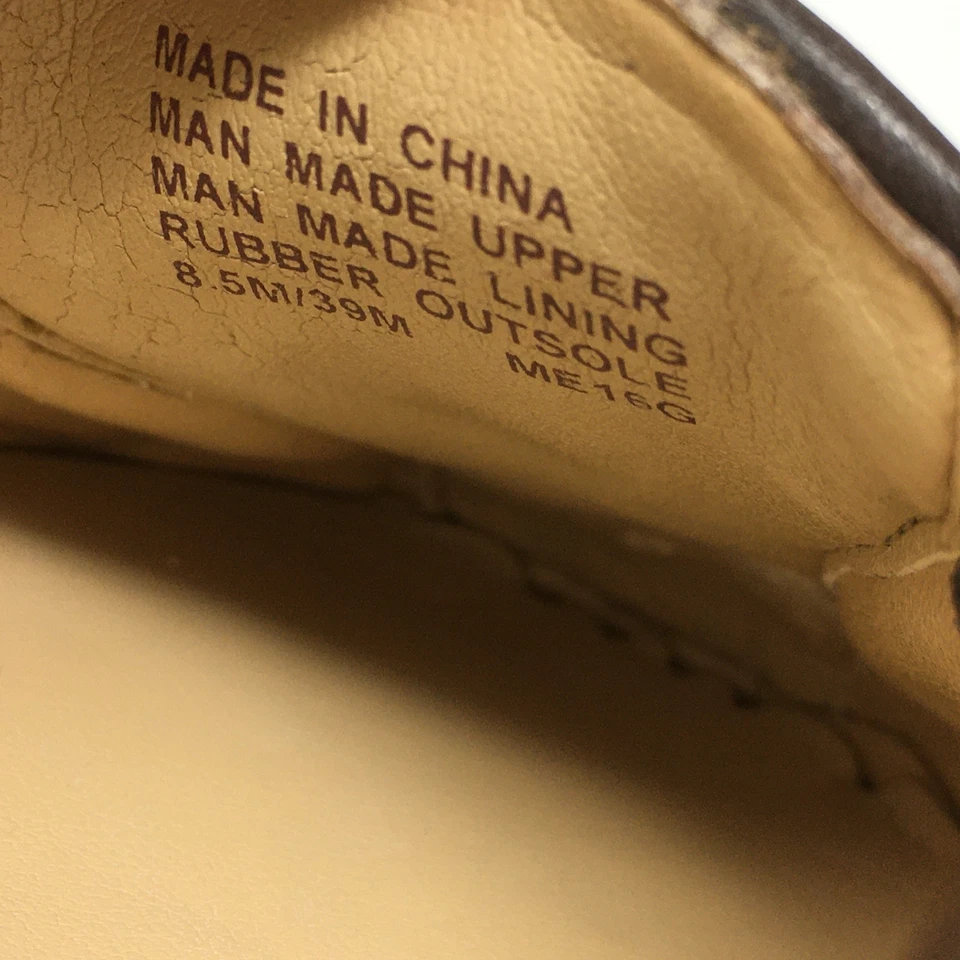 MADE IN CHINA
MAN MADE UPPER
MAN MADE LINING
RUBBER OUTSOLE
8.5M/39M ME16G